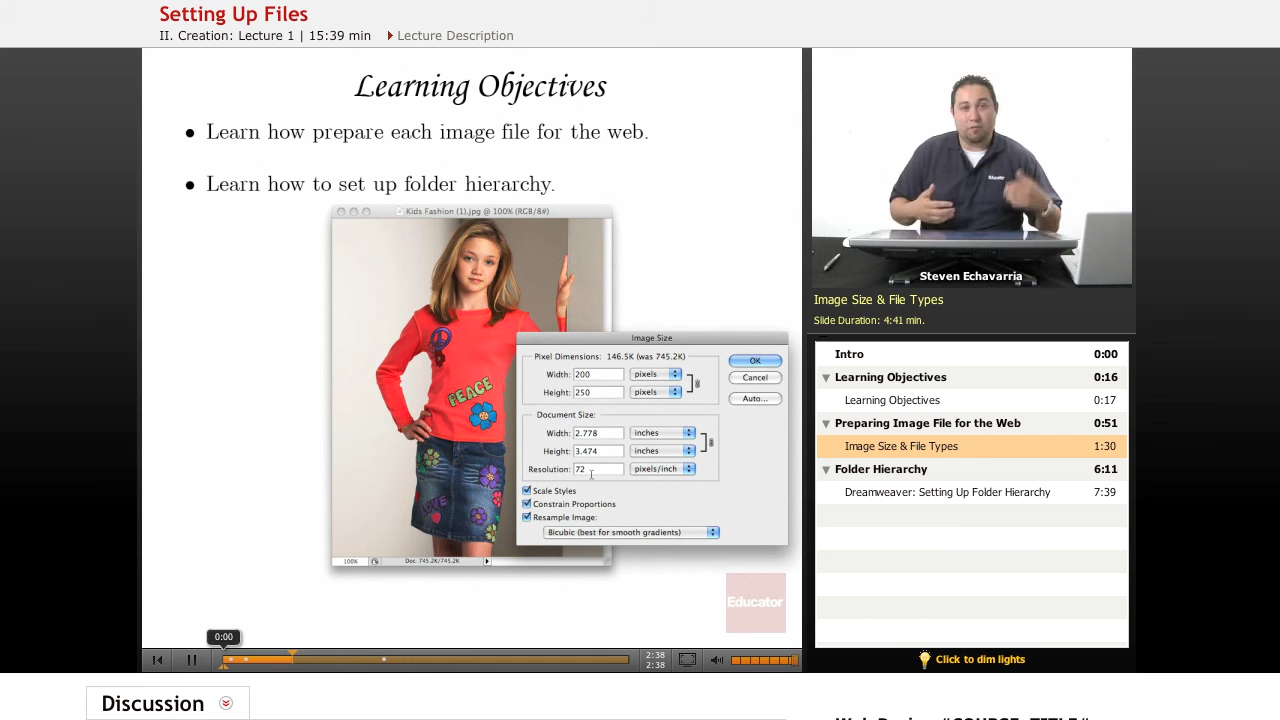 Setting Up Files
II. Creation: Lecture 1 | 15:39 min Lecture Description
Learning Objectives
• Learn how prepare each image file for the web.
• Learn how to set up folder hierarchy.
Kids Fashion (1).jpg @ 100% (RGB/8#)
PEACE
LOVE
100% Doc: 745.2K/745.2K
Image Size
Pixel Dimensions: 146.5K (was 745.2K)
Width: 200 pixels
Height: 250 pixels
Document Size:
Width: 2.778 inches
Height: 3.474 inches
Resolution: 72 pixels/inch
Scale Styles
Constrain Proportions
Resample Image:
Bicubic (best for smooth gradients)
OK
Cancel
Auto...
Educator
0:00
2:38
2:38
Educator
Steven Echavarria
Image Size & File Types
Slide Duration: 4:41 min.
Intro 0:00
Learning Objectives 0:16
Learning Objectives 0:17
Preparing Image File for the Web 0:51
Image Size & File Types 1:30
Folder Hierarchy 6:11
Dreamweaver: Setting Up Folder Hierarchy 7:39
Click to dim lights
Discussion